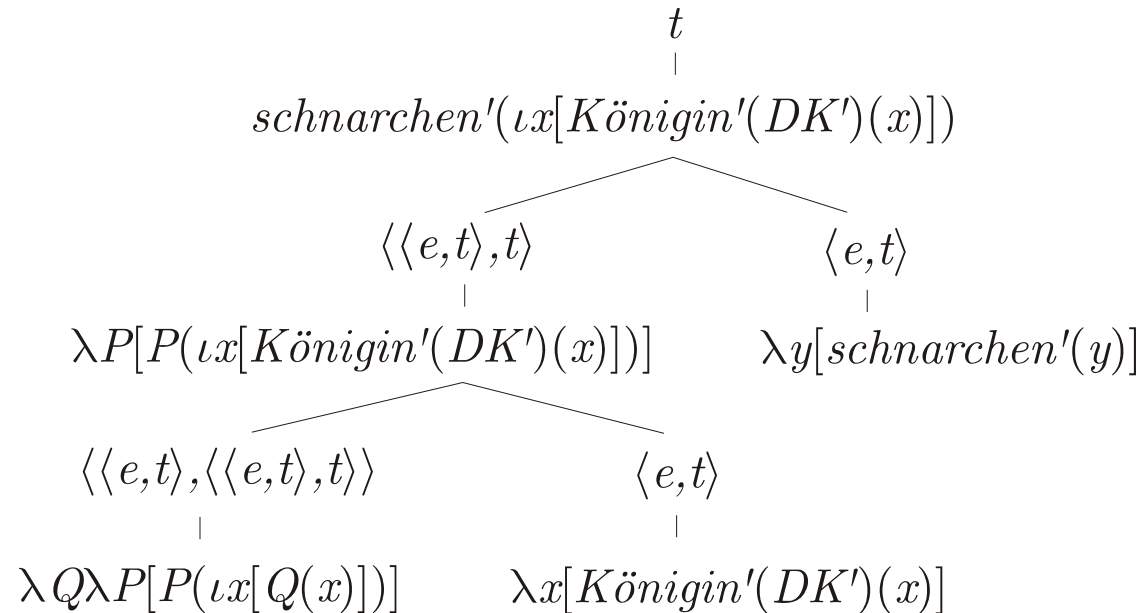 t
schnarchen′(ιx[Königin′(DK′)(x)])
⟨⟨e,t⟩,t⟩ ⟨e,t⟩
λP[P(ιx[Königin′(DK′)(x)])] λy[schnarchen′(y)]
⟨⟨e,t⟩,⟨⟨e,t⟩,t⟩⟩ ⟨e,t⟩
λQλP[P(ιx[Q(x)])] λx[Königin′(DK′)(x)]